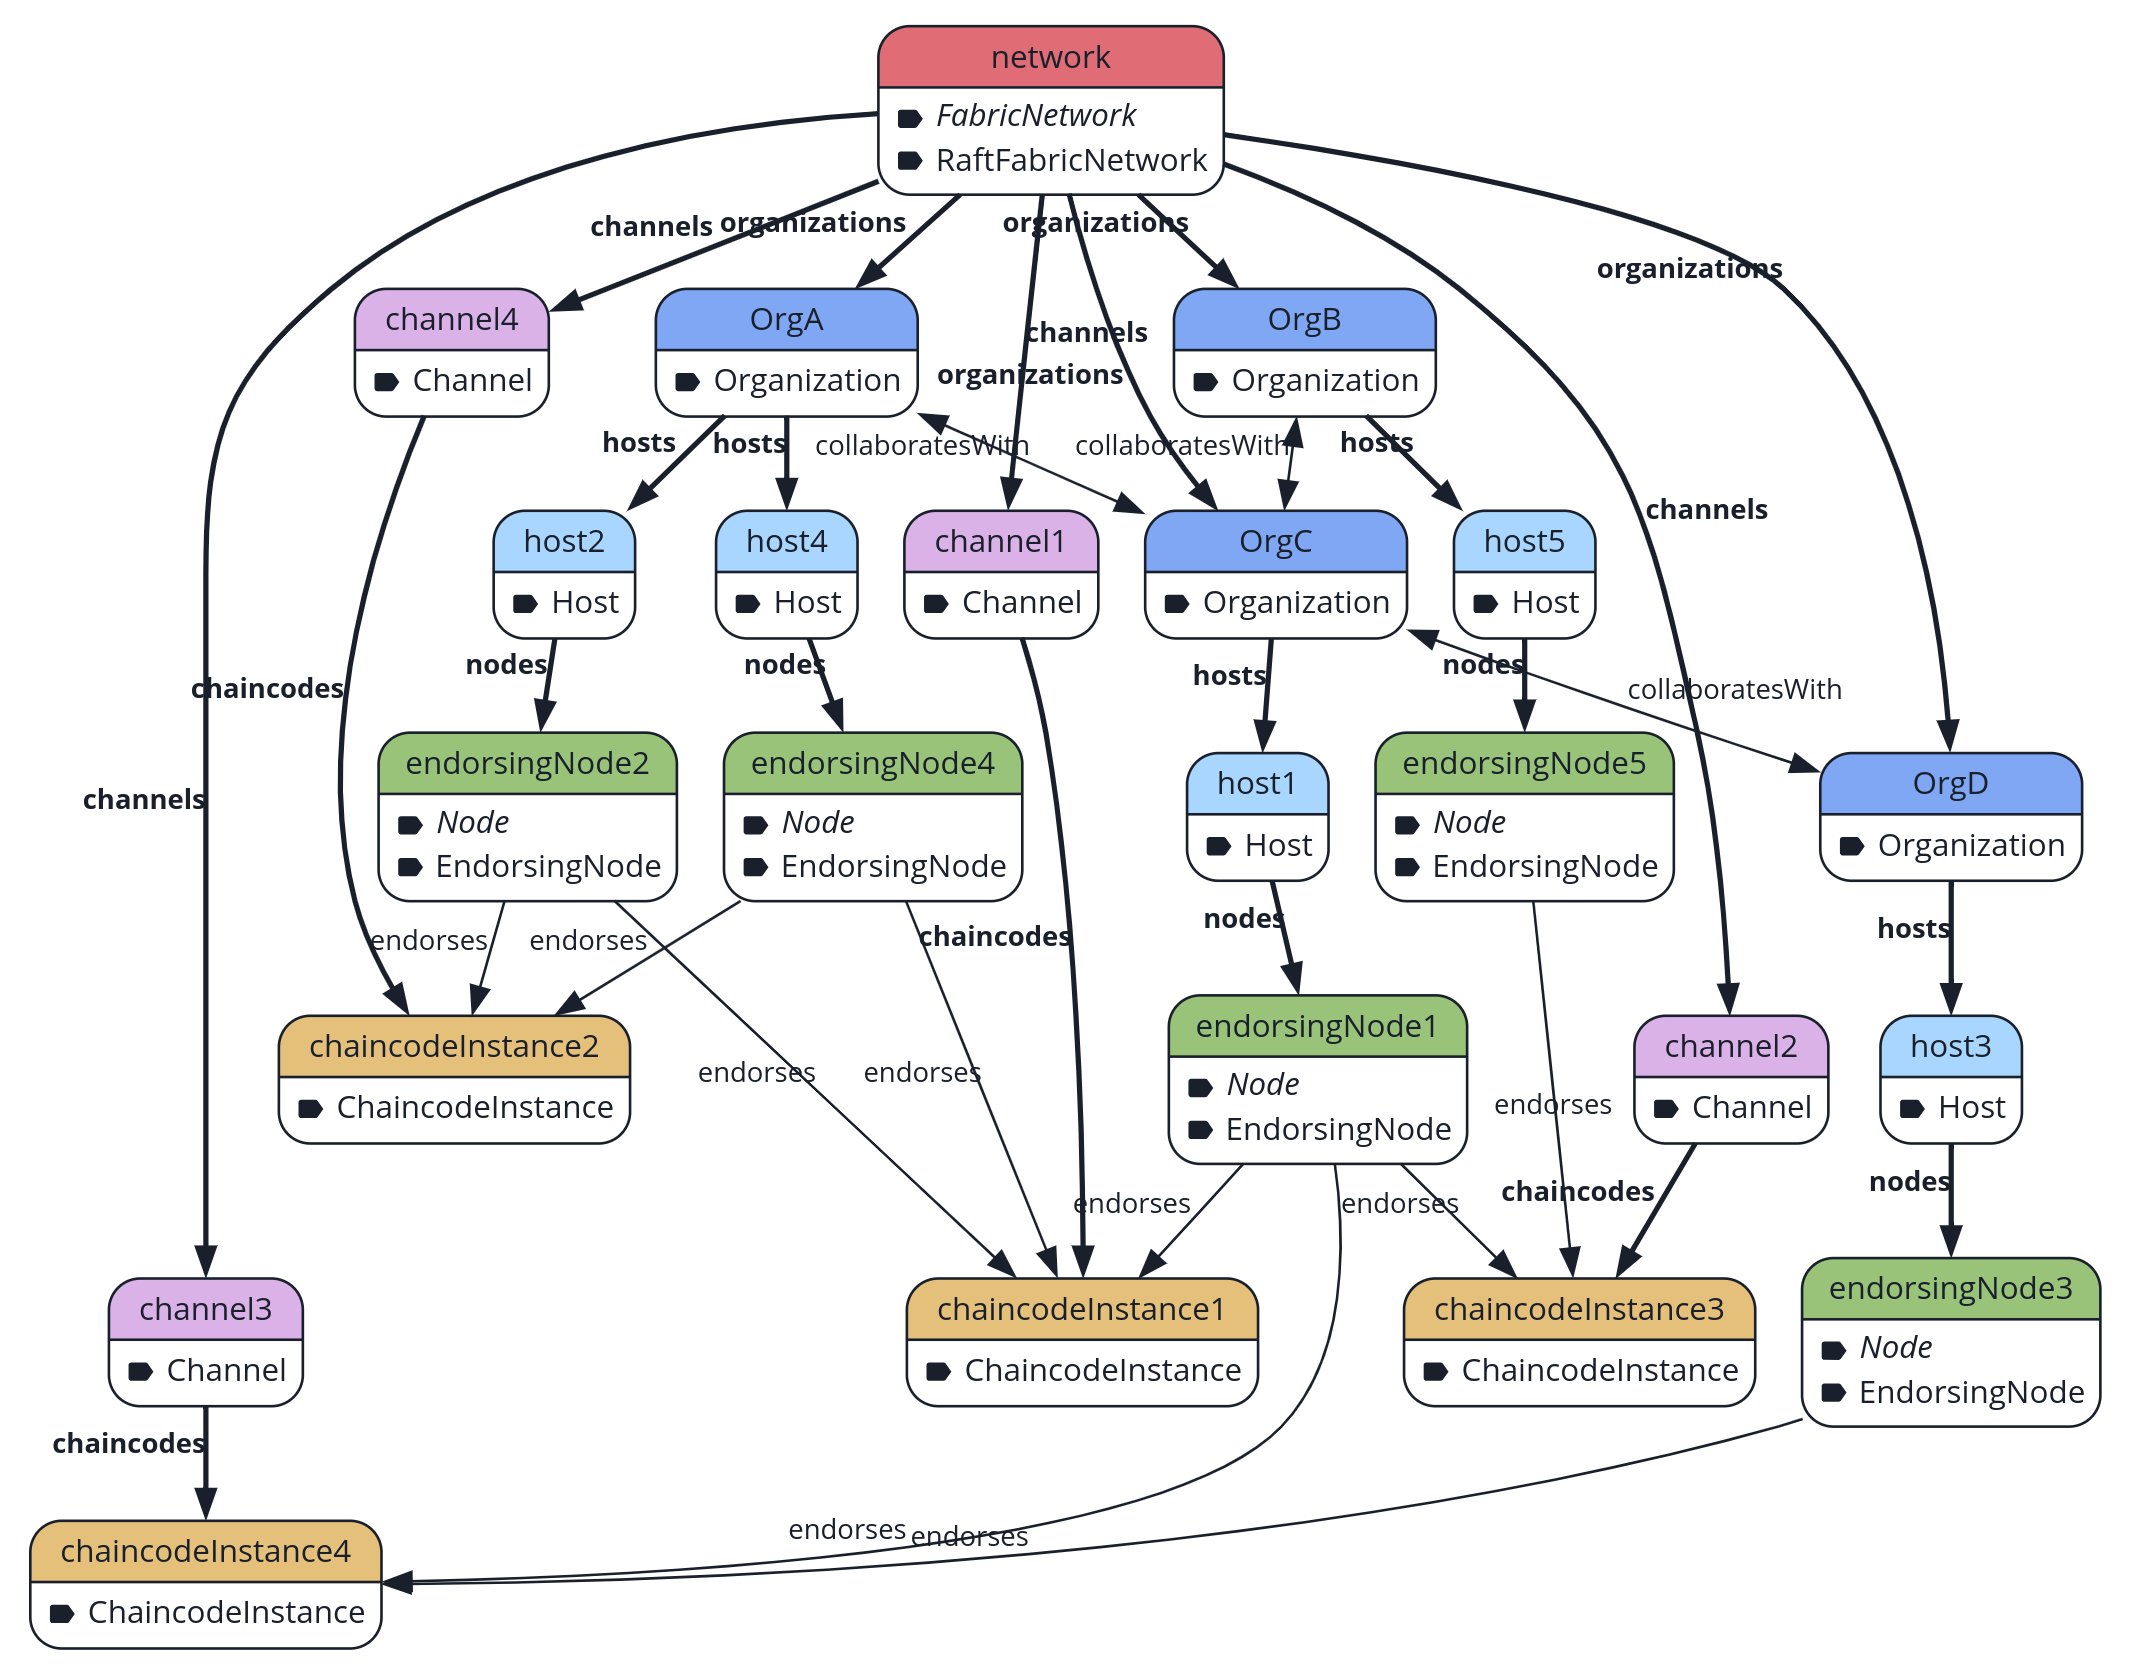 network
FabricNetwork
RaftFabricNetwork
channels
organizations
organizations
organizations
channel4
Channel
OrgA
Organization
channels
organizations
OrgB
Organization
hosts
hosts
collaboratesWith
collaboratesWith
hosts
channels
host2
Host
host4
Host
channel1
Channel
OrgC
Organization
host5
Host
chaincodes
nodes
nodes
hosts
nodes
collaboratesWith
channels
endorsingNode2
Node
EndorsingNode
endorsingNode4
Node
EndorsingNode
host1
Host
endorsingNode5
Node
EndorsingNode
OrgD
Organization
endorses
endorses
chaincodes
nodes
hosts
chaincodeInstance2
ChaincodeInstance
endorses
endorses
endorsingNode1
Node
EndorsingNode
endorses
channel2
Channel
host3
Host
endorses
endorses
chaincodes
nodes
channel3
Channel
chaincodeInstance1
ChaincodeInstance
chaincodeInstance3
ChaincodeInstance
endorsingNode3
Node
EndorsingNode
chaincodes
endorses
endorses
chaincodeInstance4
ChaincodeInstance